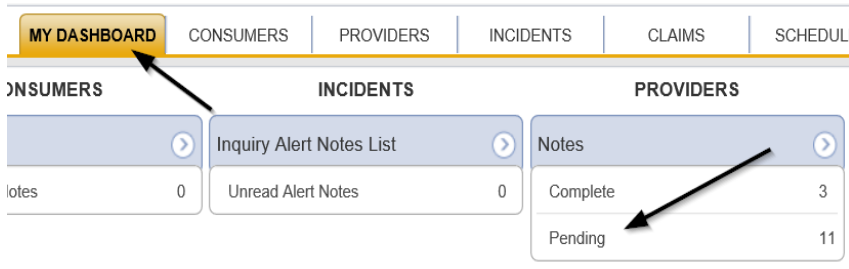 MY DASHBOARD CONSUMERS PROVIDERS INCIDENTS CLAIMS SCHEDUL
ONSUMERS INCIDENTS PROVIDERS
Inquiry Alert Notes List Notes
lotes 0 Unread Alert Notes 0 Complete 3
Pending 11